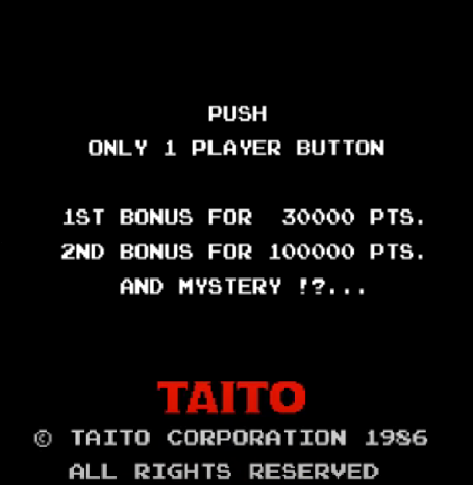 PUSH
ONLY 1 PLAYER BUTTON
1ST BONUS FOR 30000 PTS.
2ND BONUS FOR 100000 PTS.
AND MYSTERY !?...
TAITO
© TAITO CORPORATION 1986
ALL RIGHTS RESERVED